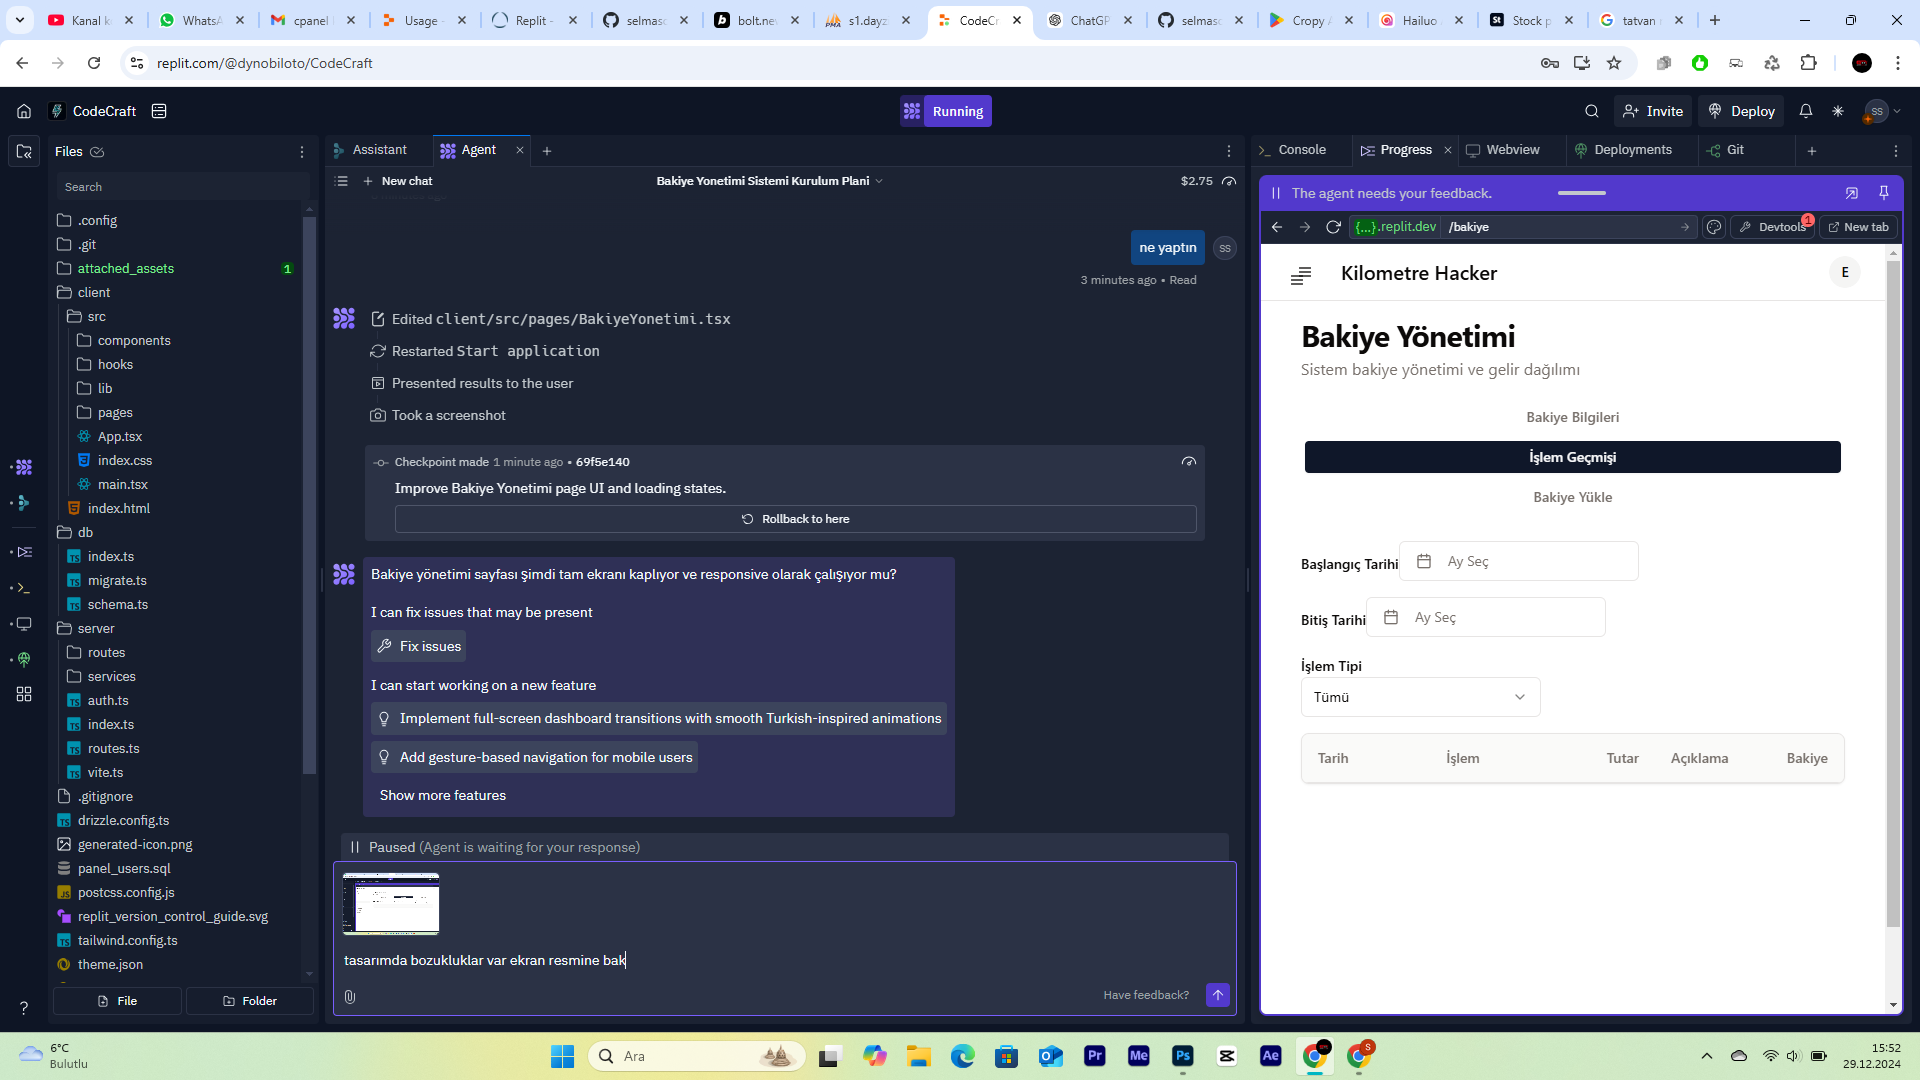 Kanal k
WhatsA
cpanel
Usage -
Replit -
selmasc
bolt.ne
s1.dayz
CodeCr
ChatGP
selmasc
Cropy A
Hailuo
Stock p
tatvan
replit.com/@dynobiloto/CodeCraft
CodeCraft
Running
Invite
Deploy
SS
Files
Search
.config
.git
attached_assets 1
client
src
components
hooks
lib
pages
App.tsx
index.css
main.tsx
index.html
db
index.ts
migrate.ts
schema.ts
server
routes
services
auth.ts
index.ts
routes.ts
vite.ts
.gitignore
drizzle.config.ts
generated-icon.png
panel_users.sql
postcss.config.js
replit_version_control_guide.svg
tailwind.config.ts
theme.json
File
Folder
Assistant
Agent
New chat
Bakiye Yonetimi Sistemi Kurulum Plani
$2.75
ne yaptın
SS
3 minutes ago • Read
Edited client/src/pages/BakiyeYonetimi.tsx
Restarted Start application
Presented results to the user
Took a screenshot
Checkpoint made 1 minute ago • 69f5e140
Improve Bakiye Yonetimi page UI and loading states.
Rollback to here
Bakiye yönetimi sayfası şimdi tam ekranı kaplıyor ve responsive olarak çalışıyor mu?
I can fix issues that may be present
Fix issues
I can start working on a new feature
Implement full-screen dashboard transitions with smooth Turkish-inspired animations
Add gesture-based navigation for mobile users
Show more features
Paused (Agent is waiting for your response)
tasarımda bozukluklar var ekran resmine bak
Have feedback?
Console
Progress
Webview
Deployments
Git
The agent needs your feedback.
{...}.replit.dev /bakiye
Devtools 1
New tab
Kilometre Hacker
E
Bakiye Yönetimi
Sistem bakiye yönetimi ve gelir dağılımı
Bakiye Bilgileri
İşlem Geçmişi
Bakiye Yükle
Başlangıç Tarihi Ay Seç
Bitiş Tarihi Ay Seç
İşlem Tipi
Tümü
Tarih İşlem Tutar Açıklama Bakiye
6°C
Bulutlu
Ara
Pr
Me
Ps
Ae
15:52
29.12.2024